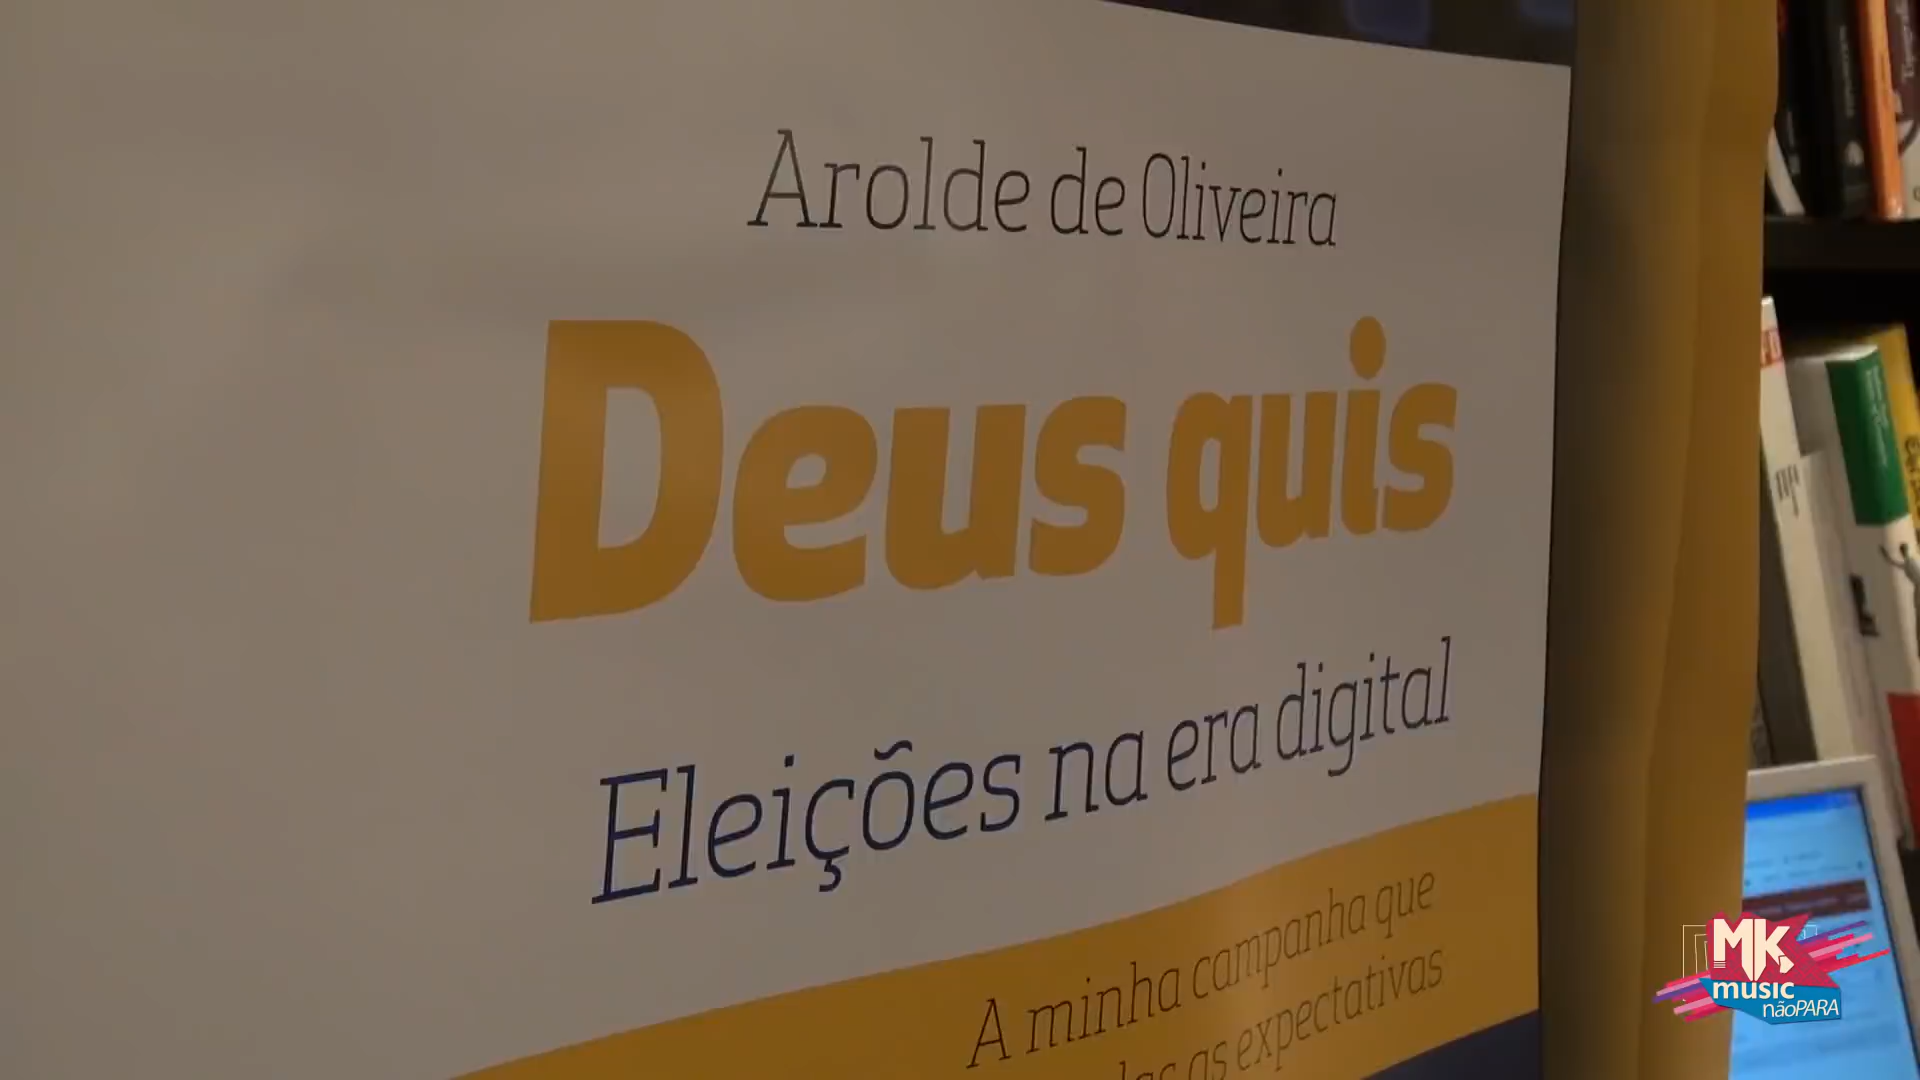 Arolde de Oliveira
Deus quis
Eleições na era digital
A minha campanha que
as expectativas
MK
music
nãoPARA